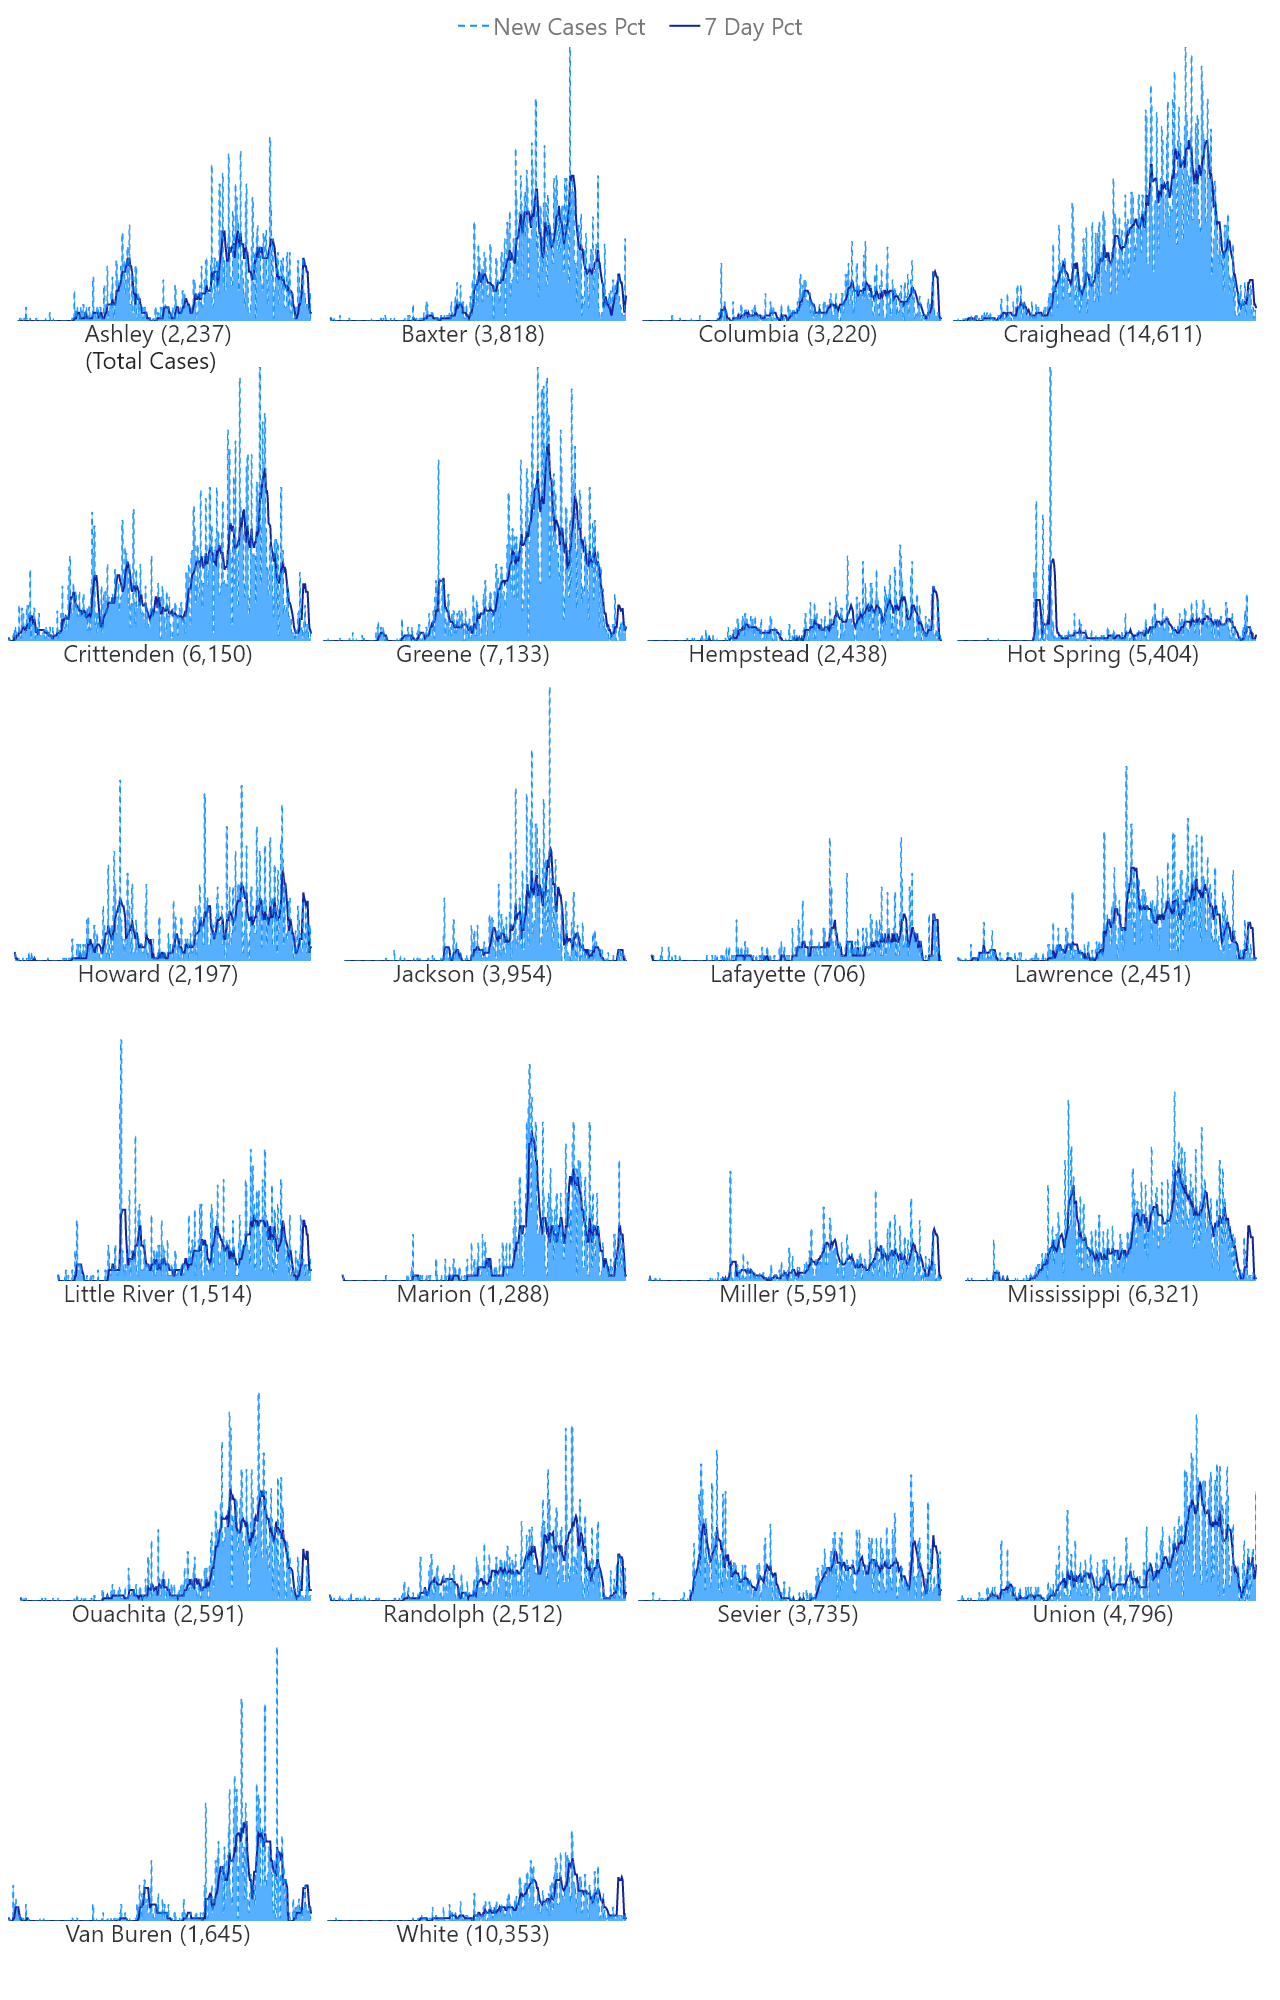 New Cases Pct 7 Day Pct
Ashley (2,237) Baxter (3,818) Columbia (3,220) Craighead (14,611)
(Total Cases)
Crittenden (6,150) Greene (7,133) Hempstead (2,438) Hot Spring (5,404)
Howard (2,197) Jackson (3,954) Lafayette (706) Lawrence (2,451)
Little River (1,514) Marion (1,288) Miller (5,591) Mississippi (6,321)
Ouachita (2,591) Randolph (2,512) Sevier (3,735) Union (4,796)
Van Buren (1,645) White (10,353)